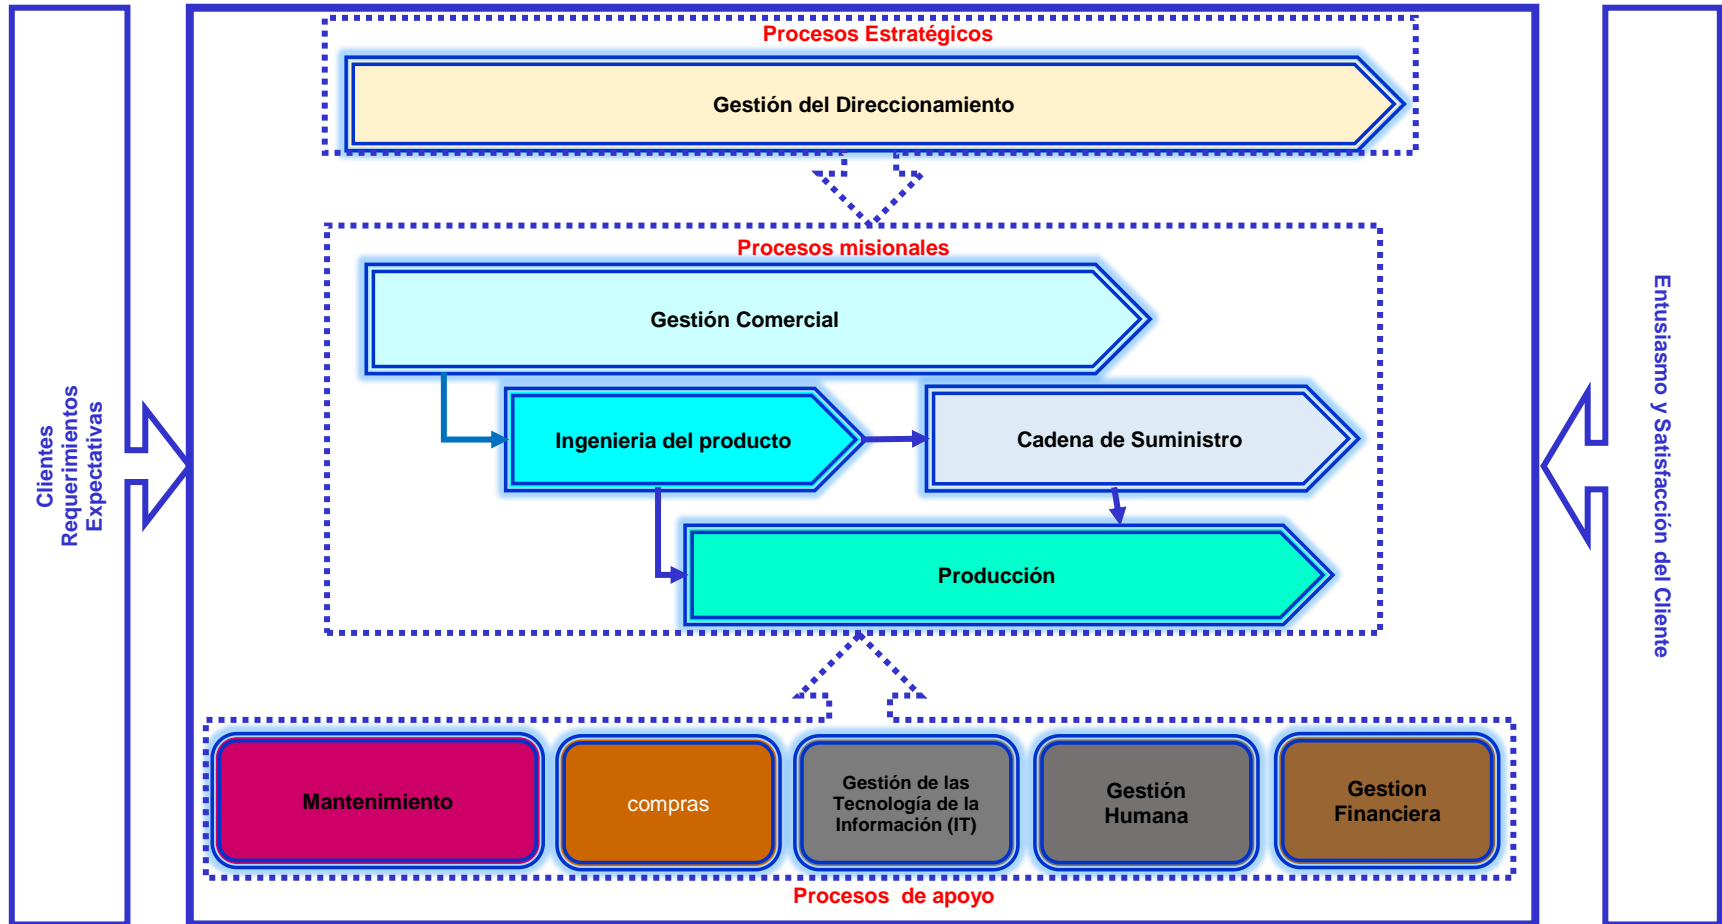 Procesos Estratégicos
Gestión del Direccionamiento
Procesos misionales
Gestión Comercial
Ingenieria del producto
Cadena de Suministro
Producción
Clientes
Requerimientos
Expectativas
Entusiasmo y Satisfacción del Cliente
Mantenimiento
compras
Gestión de las
Tecnología de la
Información (IT)
Gestión
Humana
Gestion
Financiera
Procesos de apoyo